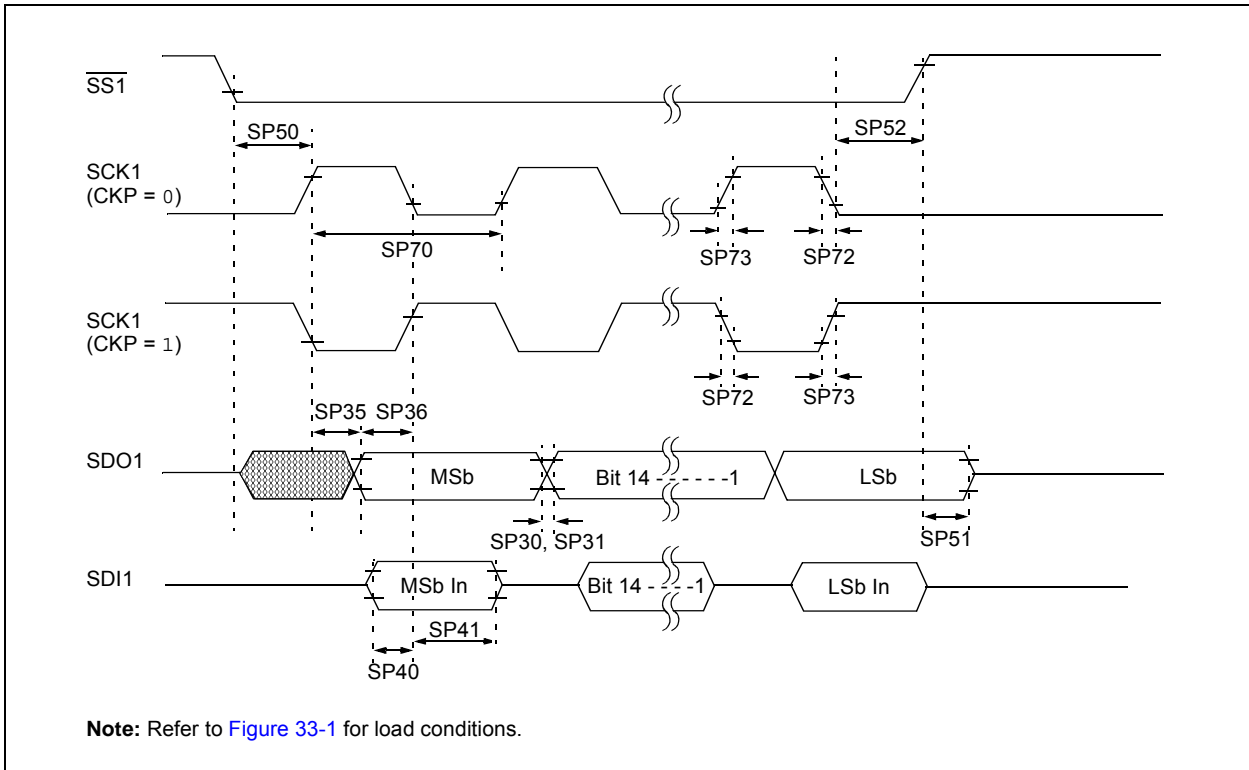 SS1
SP50
SP52
SCK1
(CKP = 0)
SP70
SP73
SP72
SCK1
(CKP = 1)
SP72
SP73
SP35
SP36
SDO1
MSb
Bit 14 - - - - - -1
LSb
SP30, SP31
SP51
SDI1
MSb In
Bit 14 - - - -1
LSb In
SP41
SP40
Note: Refer to Figure 33-1 for load conditions.